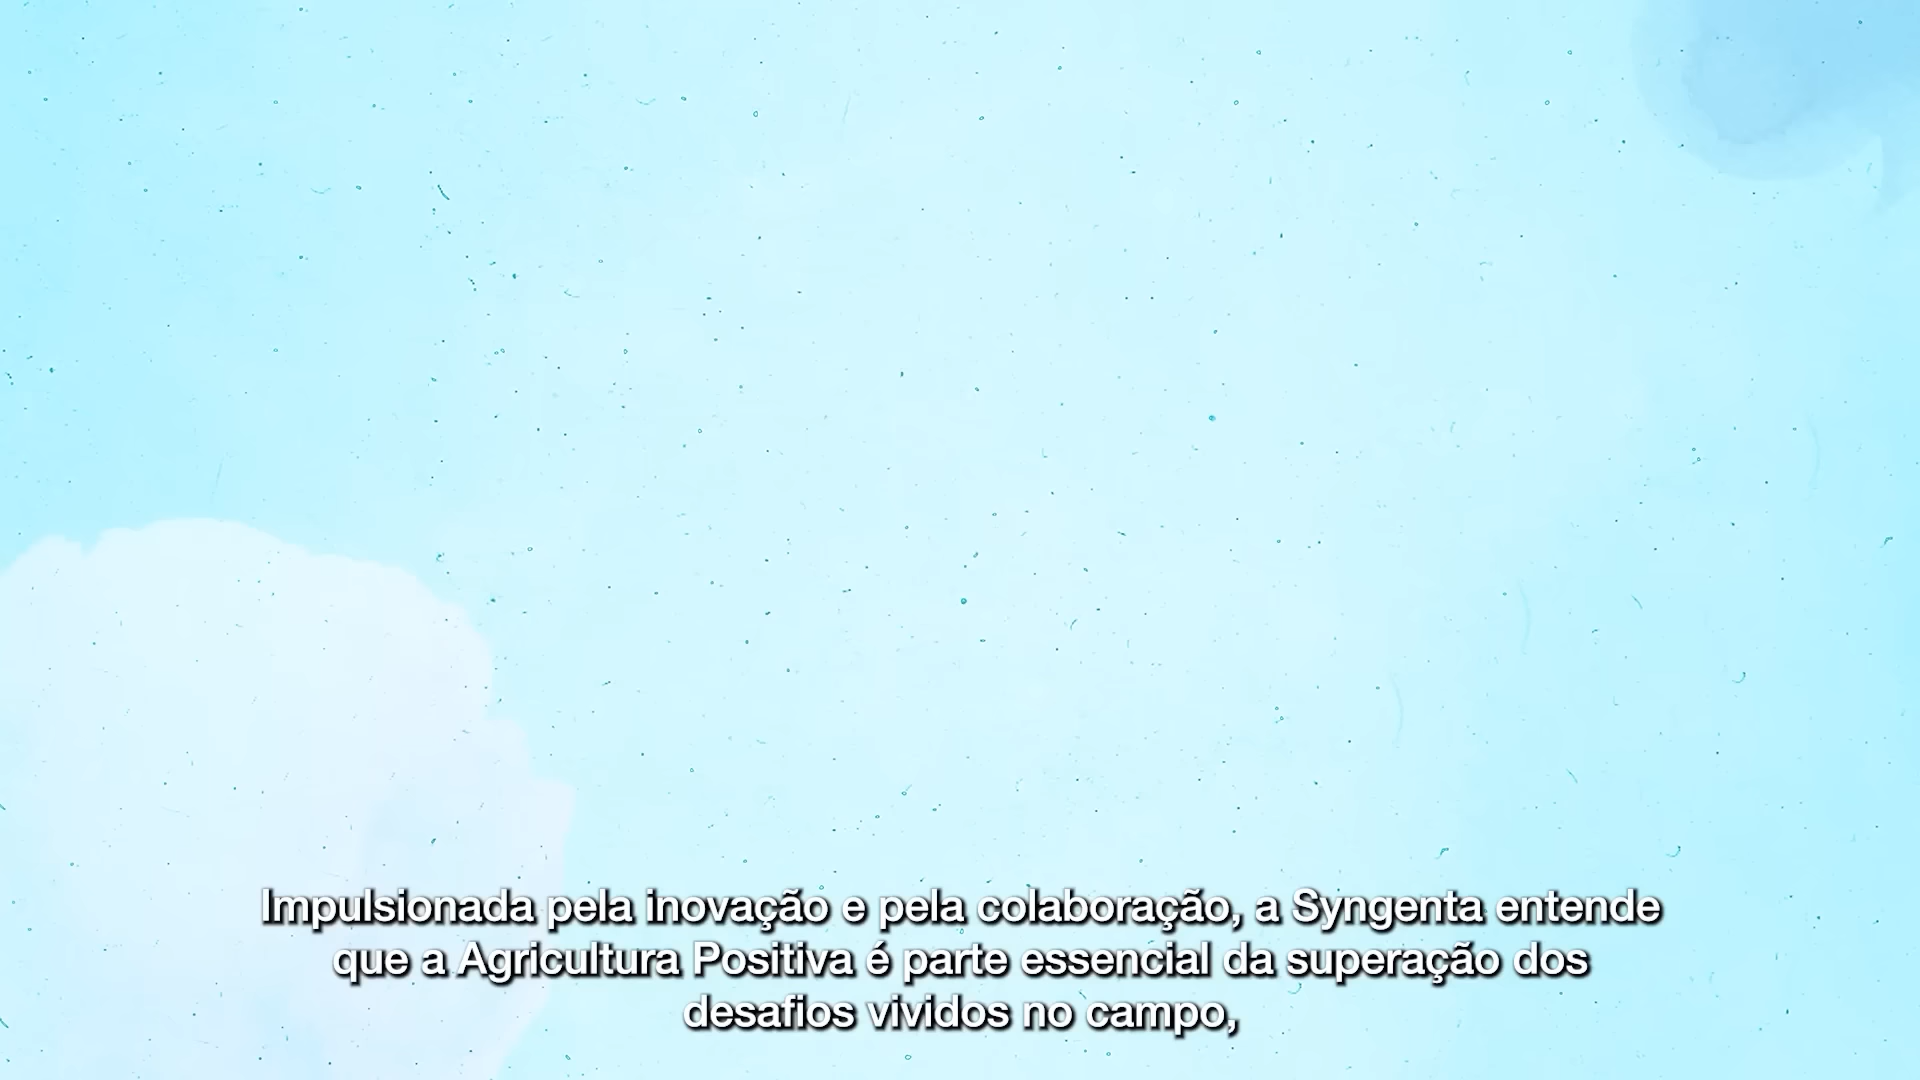 Impulsionada pela inovação e pela colaboração, a Syngenta entende
que a Agricultura Positiva é parte essencial da superação dos
desafios vividos no campo,